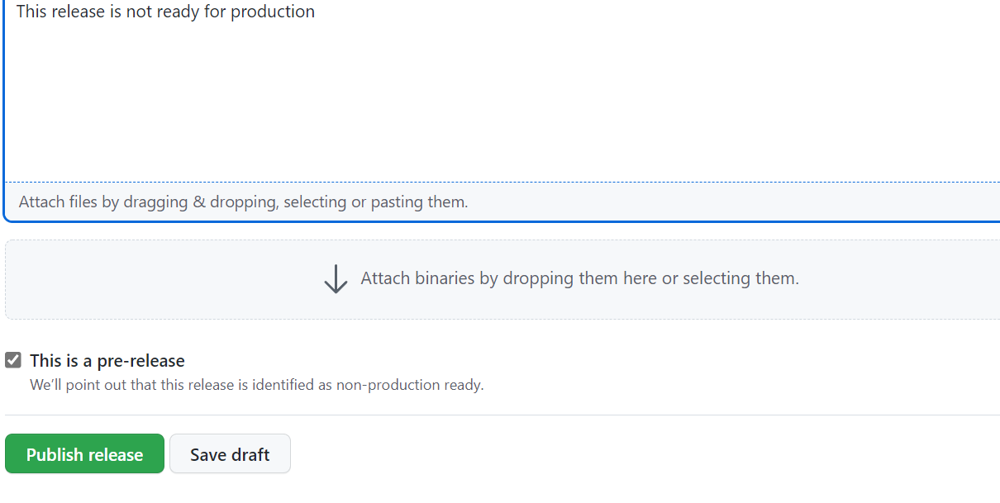 This release is not ready for production
Attach files by dragging & dropping, selecting or pasting them.
Attach binaries by dropping them here or selecting them.
This is a pre-release
We’ll point out that this release is identified as non-production ready.
Publish release
Save draft